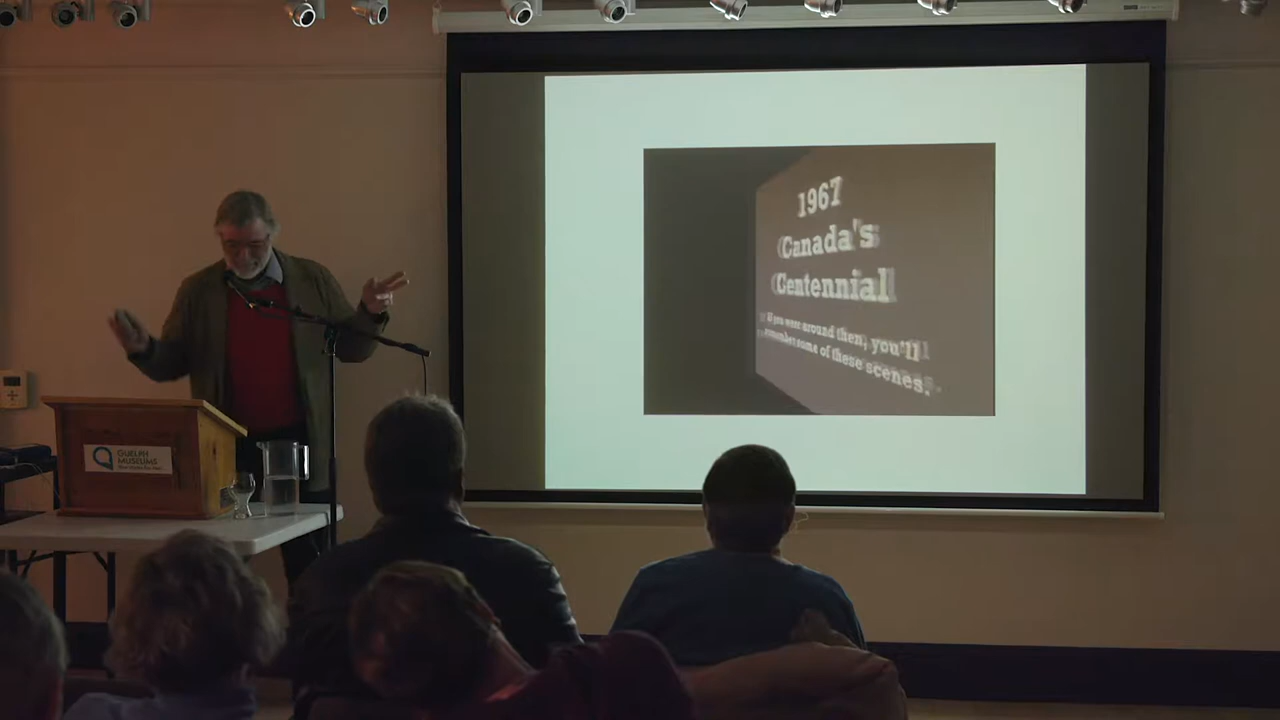 1967
Canada's
Centennial
If you were around then, you'll
remember some of these scenes.
GUELPH
MUSEUMS